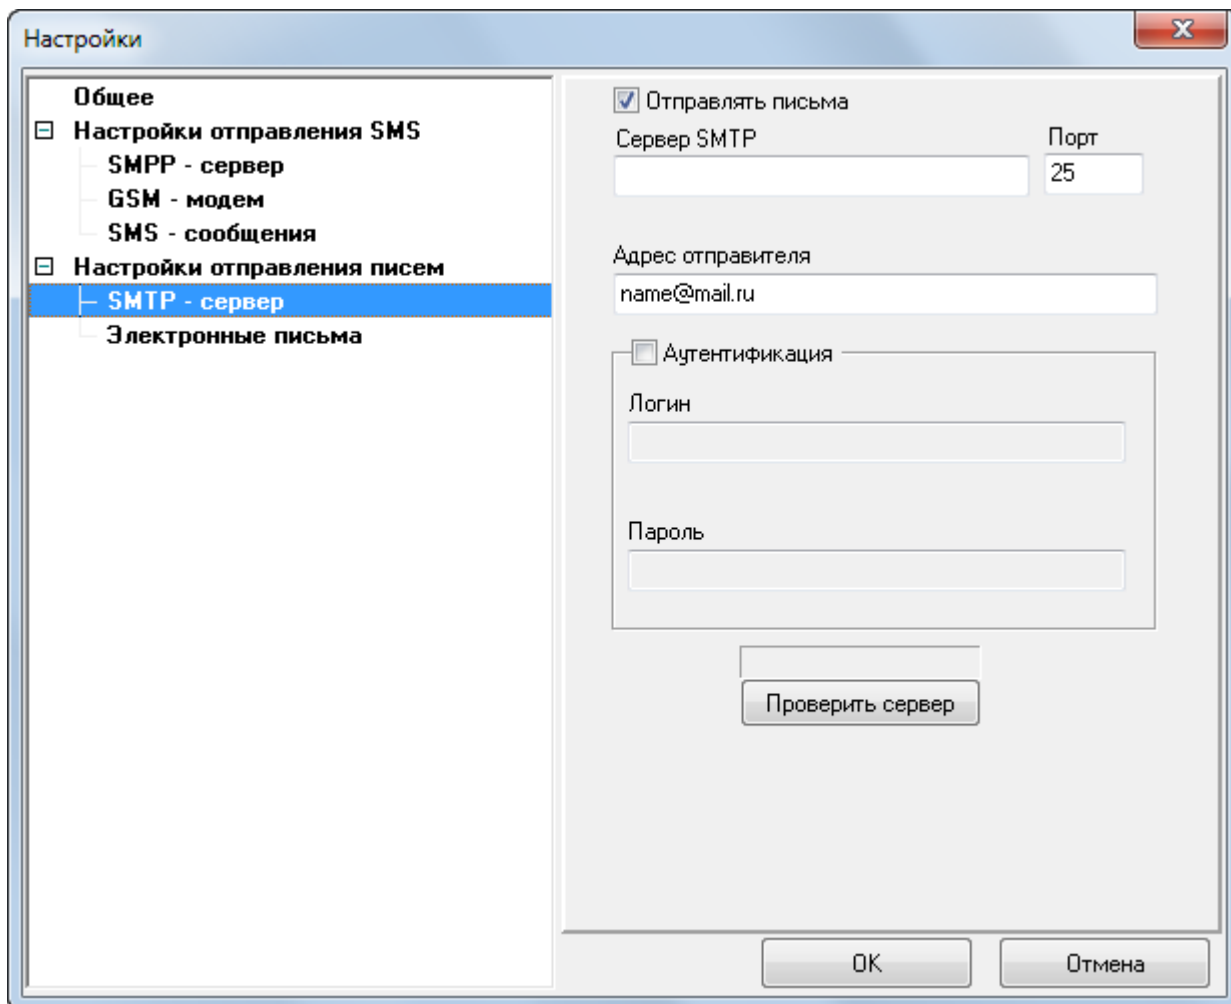 Настройки
Общее
Настройки отправления SMS
SMPP - сервер
GSM - модем
SMS - сообщения
Настройки отправления писем
SMTP - сервер
Электронные письма
Отправлять письма
Сервер SMTP
Порт
25
Адрес отправителя
name@mail.ru
Аутентификация
Логин
Пароль
Проверить сервер
OK
Отмена